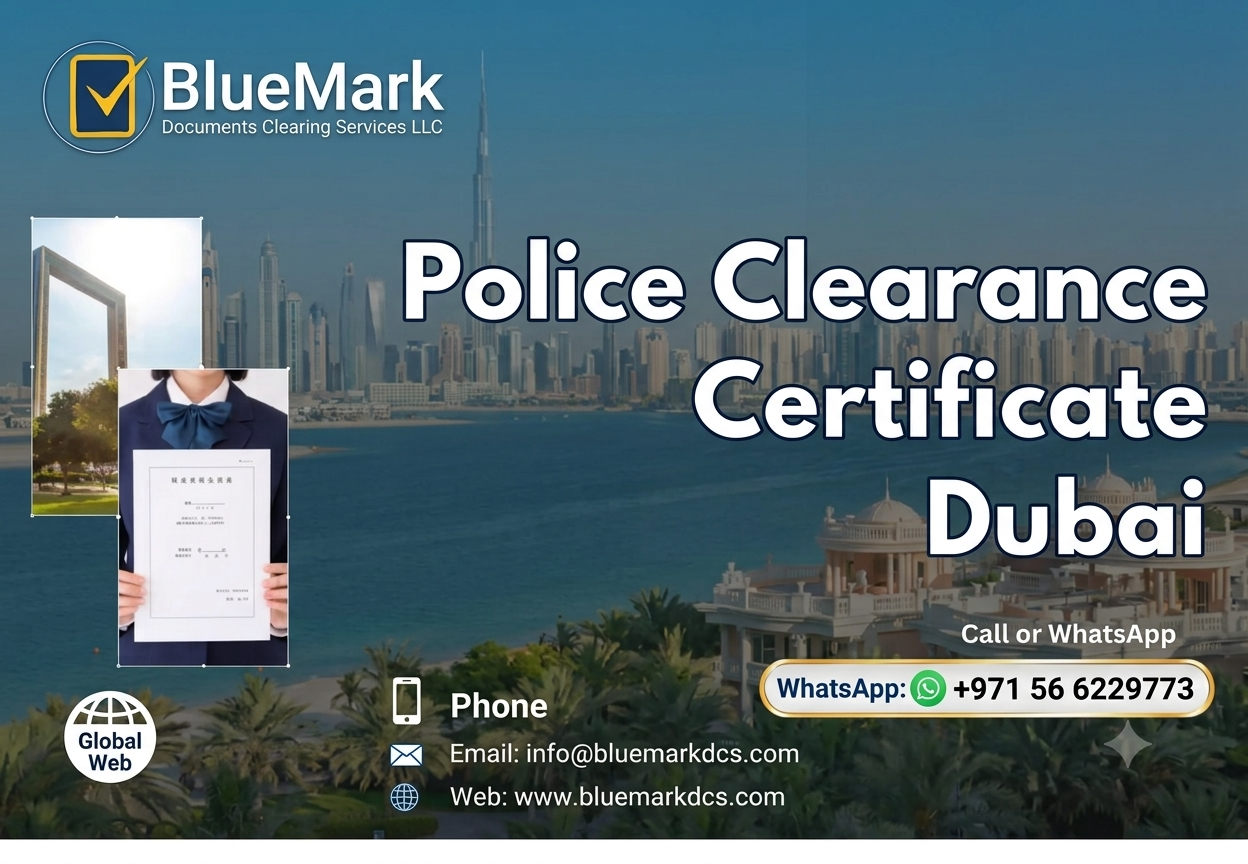 BlueMark
Documents Clearing Services LLC
Police Clearance
Certificate
Dubai
Call or WhatsApp
WhatsApp: +971 56 6229773
Global
Web
Phone
Email: info@bluemarkdcs.com
Web: www.bluemarkdcs.com